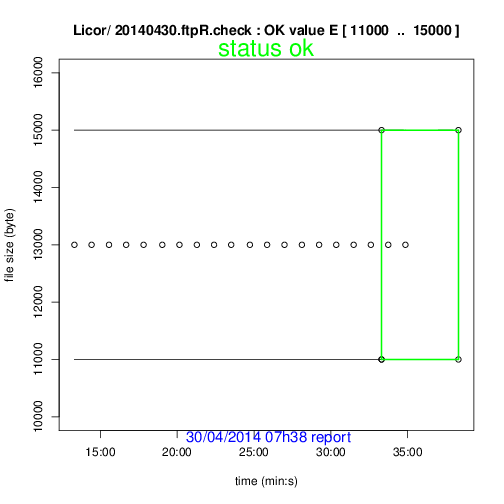 Licor/ 20140430.ftpR.check : OK value E [ 11000 .. 15000 ]
status ok
16000
15000
14000
13000
12000
11000
10000
file size (byte)
30/04/2014 07h38 report
15:00 20:00 25:00 30:00 35:00
time (min:s)